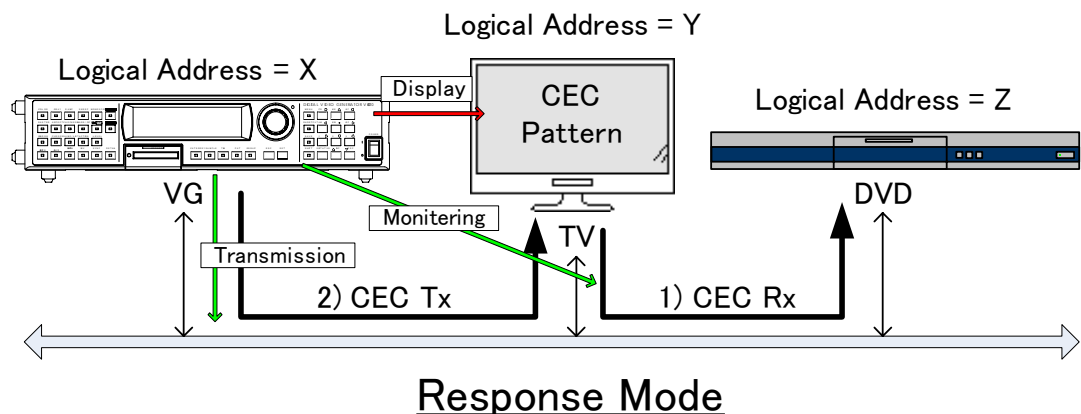 Logical Address = Y
Logical Address = X
Display
CEC
Pattern
Logical Address = Z
VG
TV
DVD
Monitering
Transmission
2) CEC Tx
1) CEC Rx
Response Mode